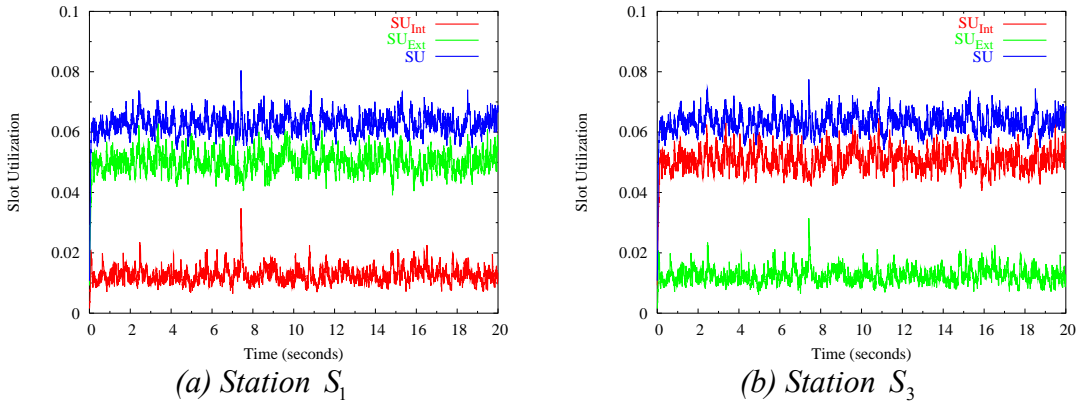 0.1
0.08
0.06
0.04
0.02
0
Slot Utilization
SU_Int
SU_Ext
SU
0 2 4 6 8 10 12 14 16 18 20
Time (seconds)
(a) Station S_1
0.1
0.08
0.06
0.04
0.02
0
Slot Utilization
SU_Int
SU_Ext
SU
0 2 4 6 8 10 12 14 16 18 20
Time (seconds)
(b) Station S_3